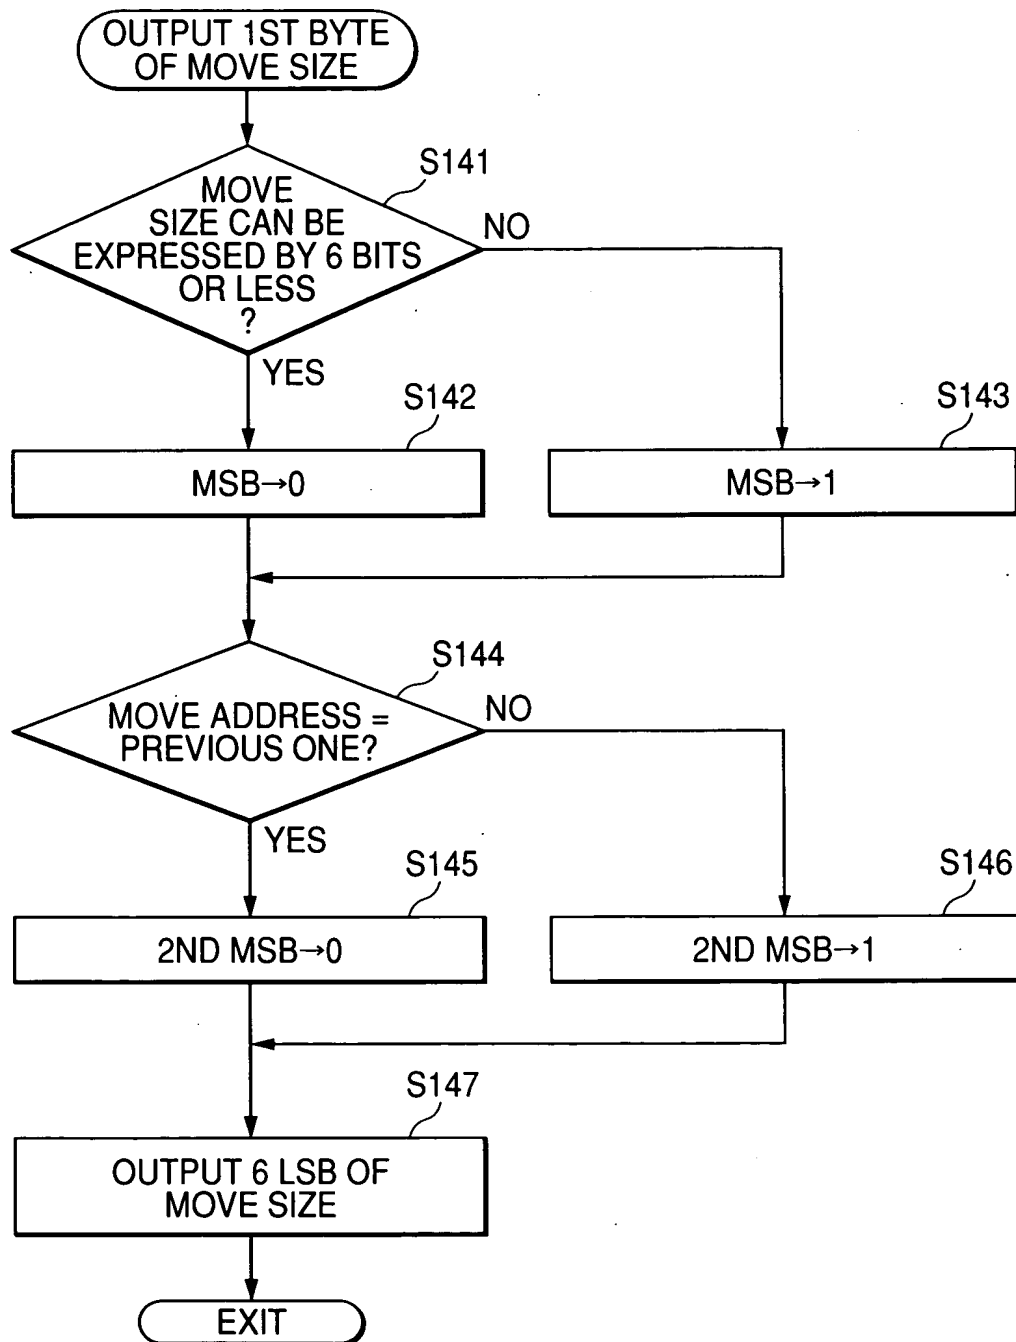 OUTPUT 1ST BYTE
OF MOVE SIZE
S141
MOVE
SIZE CAN BE
EXPRESSED BY 6 BITS
OR LESS
?
NO
YES
S142
S143
MSB→0
MSB→1
S144
MOVE ADDRESS =
PREVIOUS ONE?
NO
YES
S145
S146
2ND MSB→0
2ND MSB→1
S147
OUTPUT 6 LSB OF
MOVE SIZE
EXIT